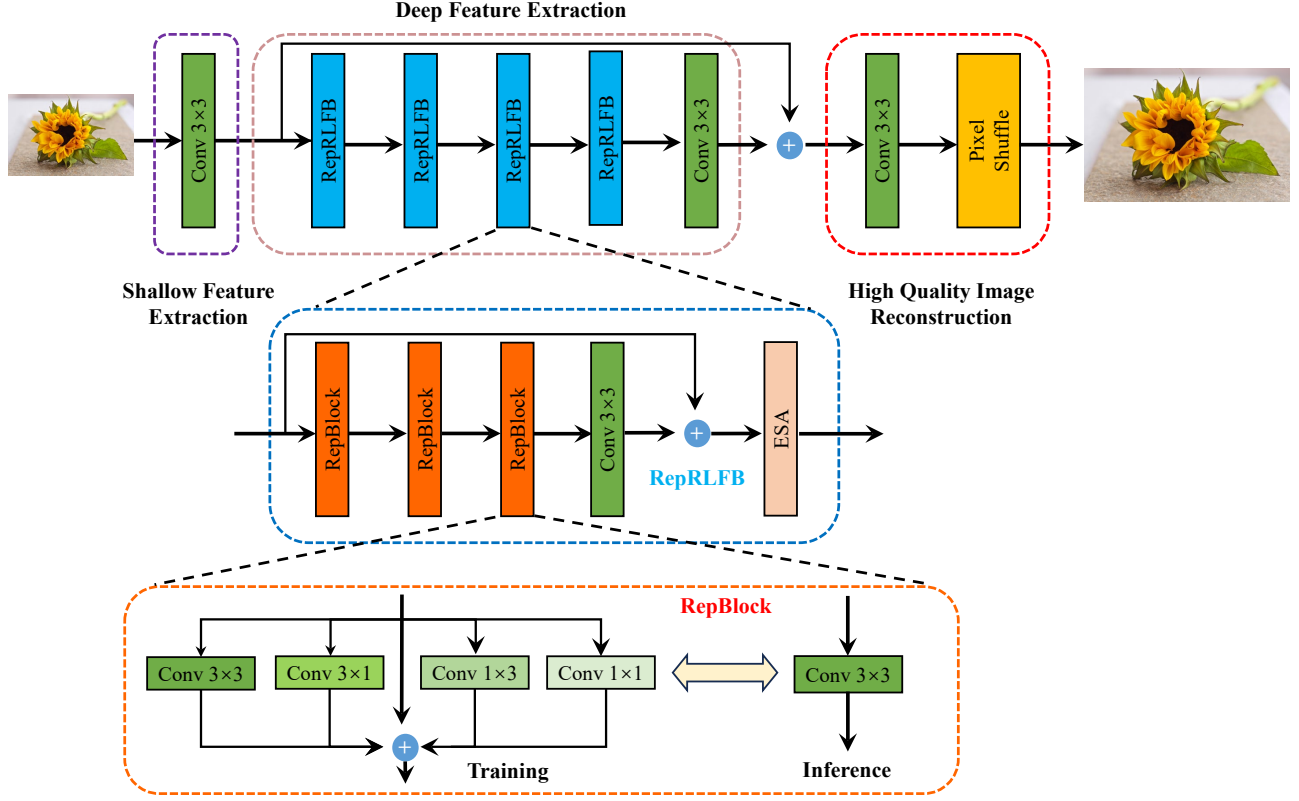 Deep Feature Extraction
Conv 3×3
RepRLFB
RepRLFB
RepRLFB
RepRLFB
Conv 3×3
+
Conv 3×3
Pixel
Shuffle
Shallow Feature
Extraction
High Quality Image
Reconstruction
RepBlock
RepBlock
RepBlock
Conv 3×3
+
ESA
RepRLFB
RepBlock
Conv 3×3
Conv 3×1
Conv 1×3
Conv 1×1
Conv 3×3
+
Training
Inference